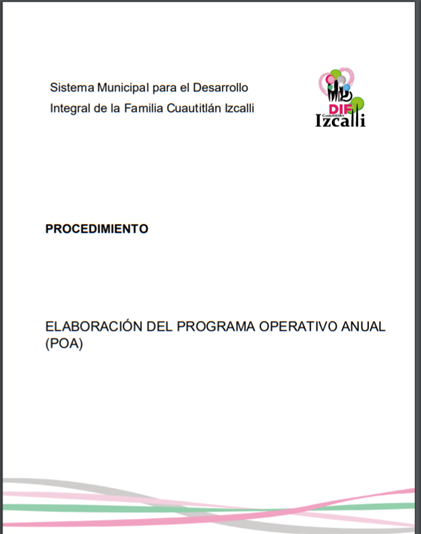 Sistema Municipal para el Desarrollo
Integral de la Familia Cuautitlán Izcalli
DIF
CUAUTITLÁN
Izcalli
PROCEDIMIENTO
ELABORACIÓN DEL PROGRAMA OPERATIVO ANUAL
(POA)